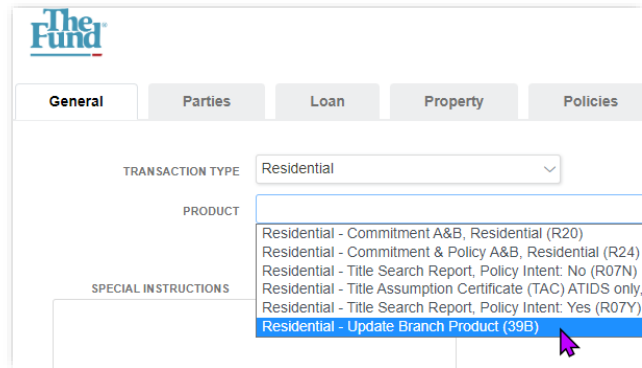 The
Fund
General Parties Loan Property Policies
TRANSACTION TYPE Residential
PRODUCT
Residential - Commitment A&B, Residential (R20)
Residential - Commitment & Policy A&B, Residential (R24)
Residential - Title Search Report, Policy Intent: No (R07N)
SPECIAL INSTRUCTIONS Residential - Title Assumption Certificate (TAC) ATIDS only,
Residential - Title Search Report, Policy Intent: Yes (R07Y)
Residential - Update Branch Product (39B)